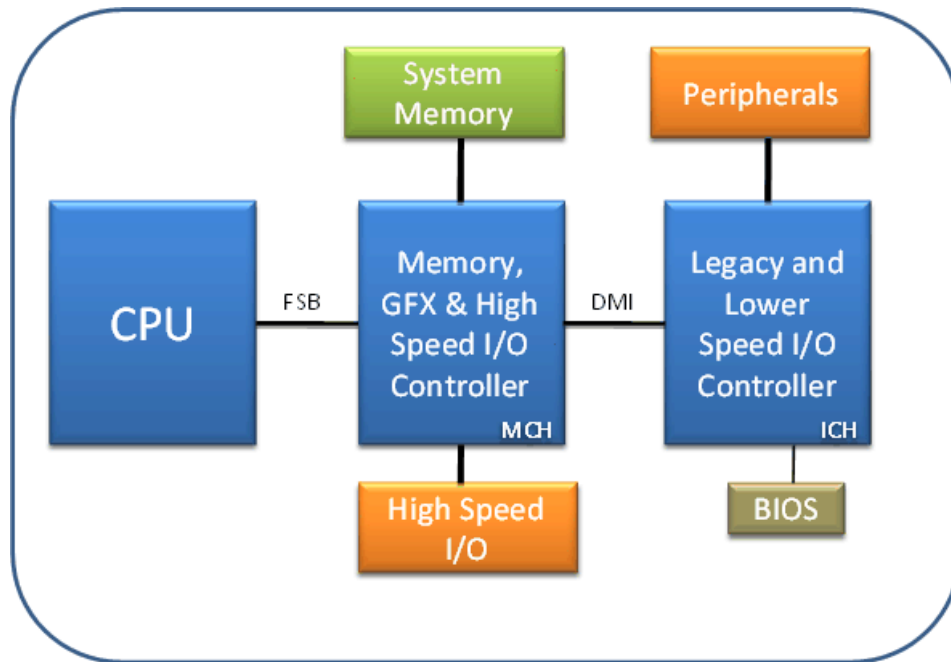 System
Memory
Peripherals
CPU
FSB
Memory,
GFX & High
Speed I/O
Controller
MCH
DMI
Legacy and
Lower
Speed I/O
Controller
ICH
High Speed
I/O
BIOS